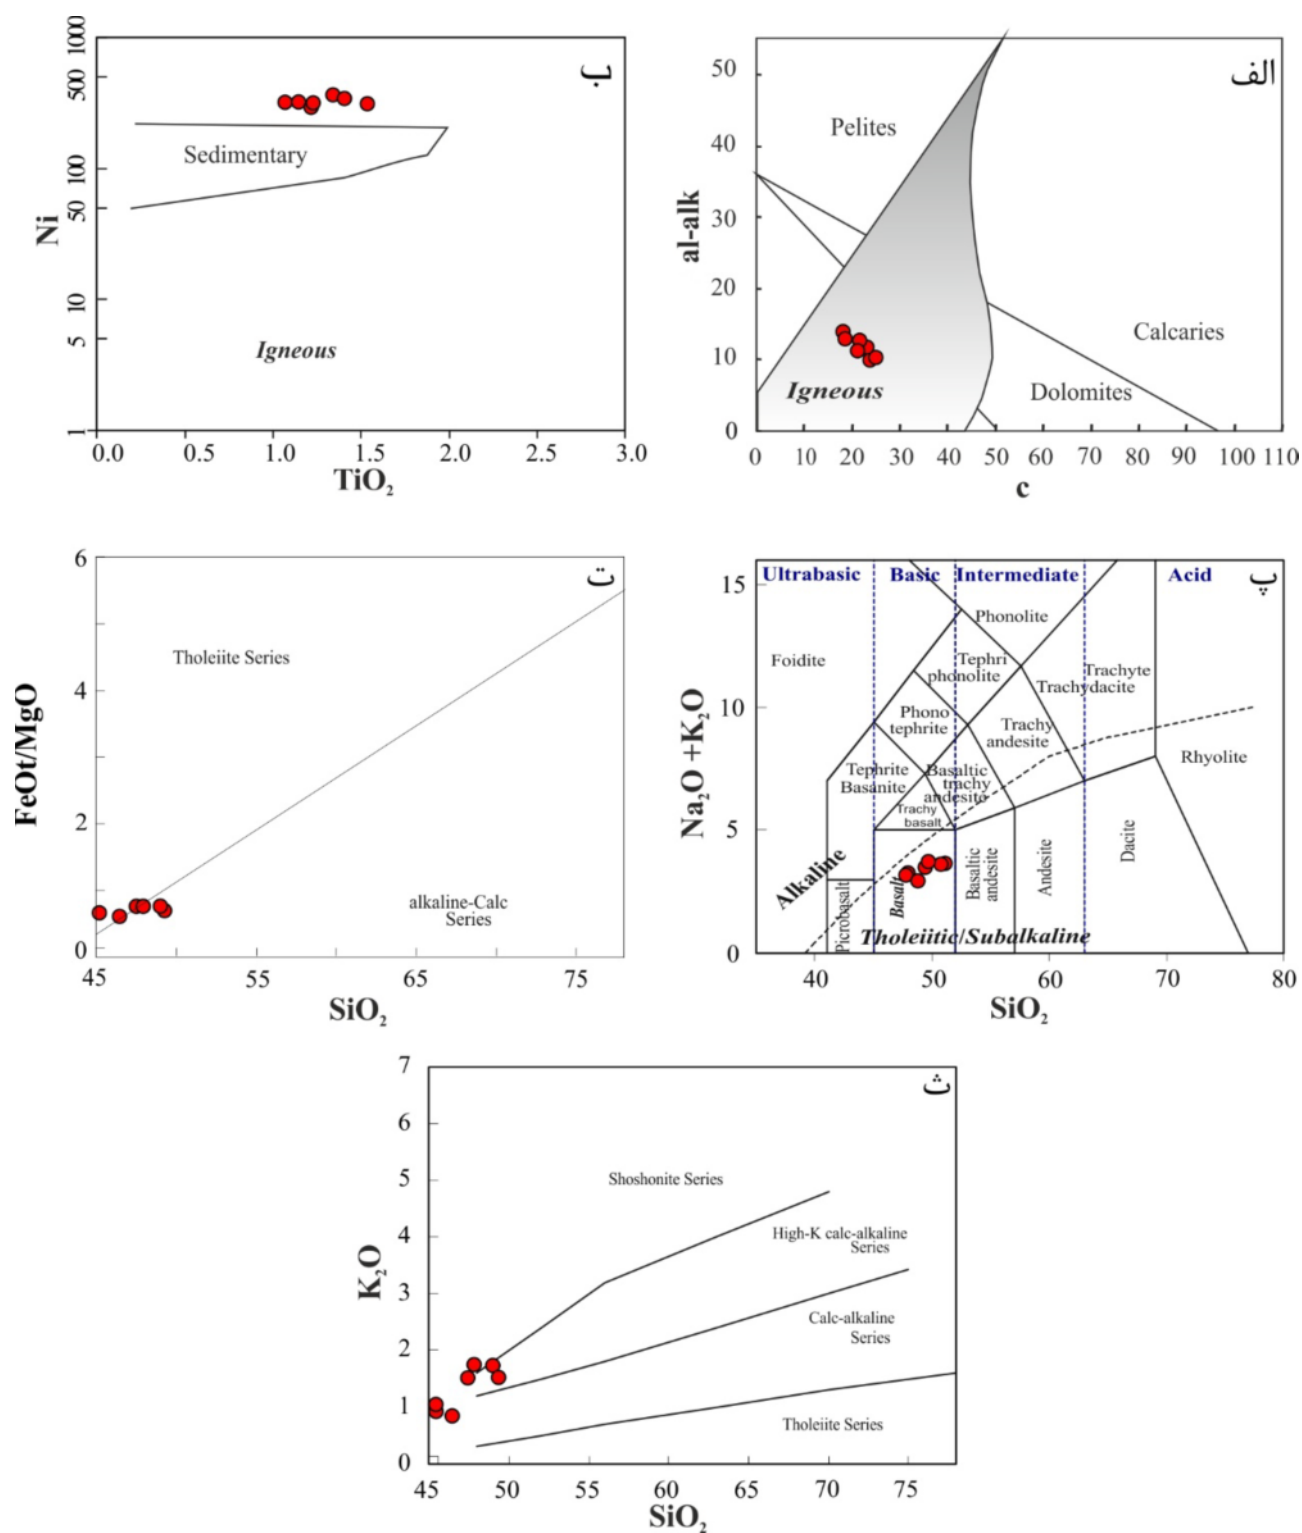 ب
1000
500
100
50
10
5
1
Ni
Sedimentary
Igneous
0.0 0.5 1.0 1.5 2.0 3.0
TiO₂
الف
50
40
30
20
10
0
al-alk
Pelites
Igneous
Calcaries
Dolomites
0 10 20 30 40 50 60 70 80 90 100 110
c
ت
6
4
2
0
FeOt/MgO
Tholeiite Series
alkaline-Calc
Series
45 55 65 75
SiO₂
پ
15
10
5
0
Na₂O +K₂O
Ultrabasic Basic Intermediate Acid
Phonolite
Foidite
Tephri
phonolite
Trachyte
Trachydacite
Phono
tephrite
Trachy
andesite
Rhyolite
Tephrite
Basanite
Basaltic
trachy
andesite
Trachy
basalt
Alkaline
Picrobasalt
Basalt
Basaltic
andesite
Andesite
Dacite
Tholeiitic/Subalkaline
40 50 60 70 80
SiO₂
ث
7
6
5
4
3
2
1
0
K₂O
Shoshonite Series
High-K calc-alkaline
Series
Calc-alkaline
Series
Tholeiite Series
45 50 55 60 65 70 75
SiO₂